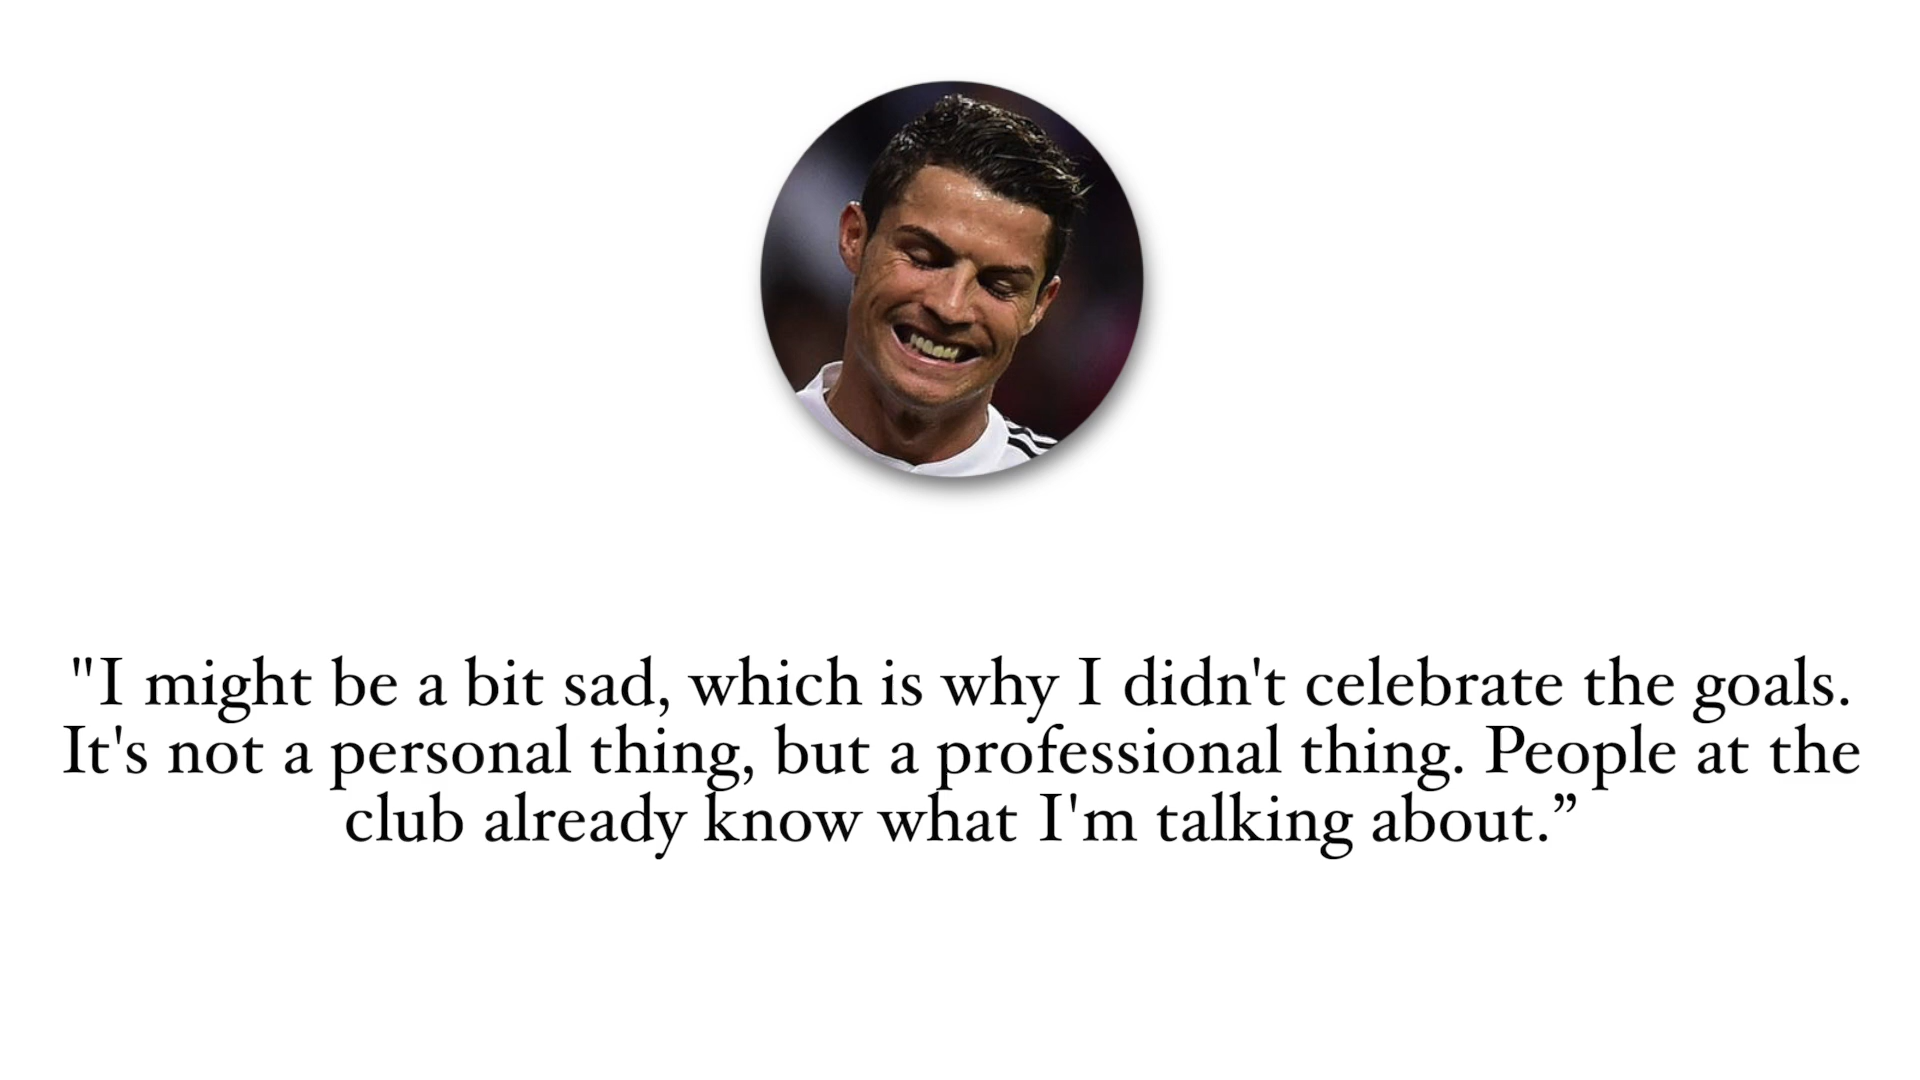 "I might be a bit sad, which is why I didn't celebrate the goals.
It's not a personal thing, but a professional thing. People at the
club already know what I'm talking about.”